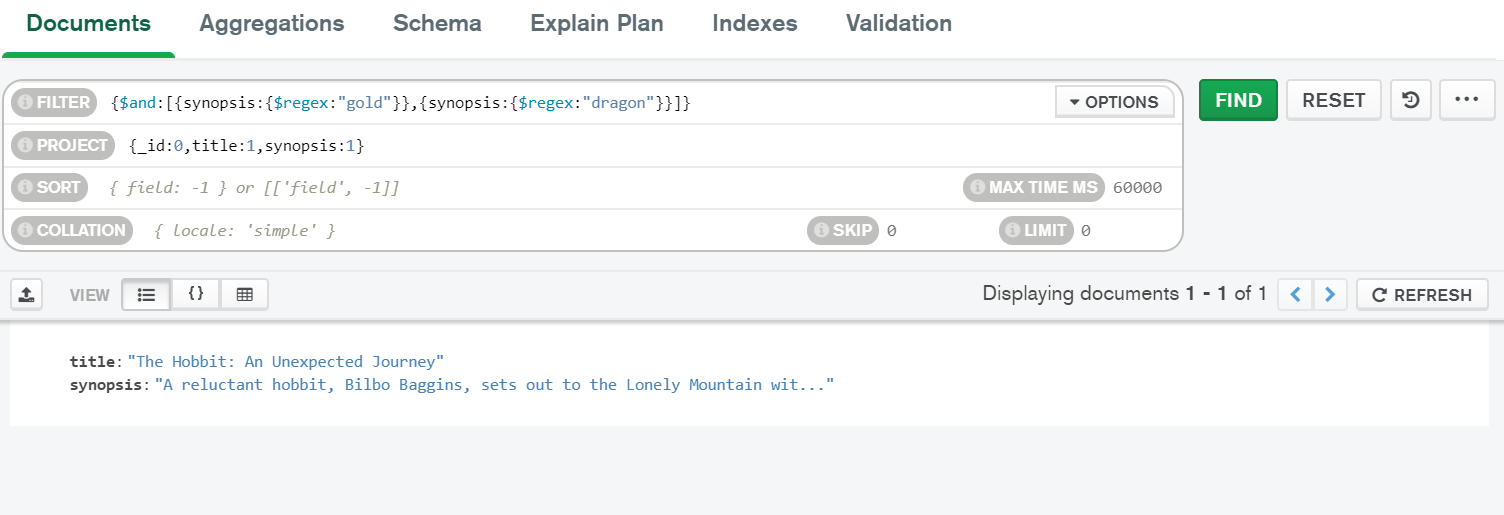 Documents Aggregations Schema Explain Plan Indexes Validation
FILTER {$and:[{synopsis:{$regex:"gold"}},{synopsis:{$regex:"dragon"}}]} OPTIONS FIND RESET
PROJECT {_id:0,title:1,synopsis:1}
SORT { field: -1 } or [['field', -1]] MAX TIME MS 60000
COLLATION { locale: 'simple' } SKIP 0 LIMIT 0
VIEW {} Displaying documents 1 - 1 of 1 REFRESH
title: "The Hobbit: An Unexpected Journey"
synopsis: "A reluctant hobbit, Bilbo Baggins, sets out to the Lonely Mountain wit..."